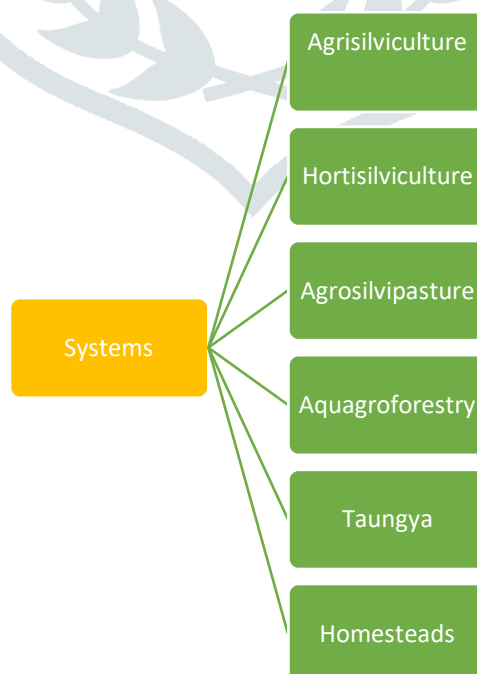 Agrisilviculture
Hortisilviculture
Agrosilvipasture
Systems
Aquagroforestry
Taungya
Homesteads